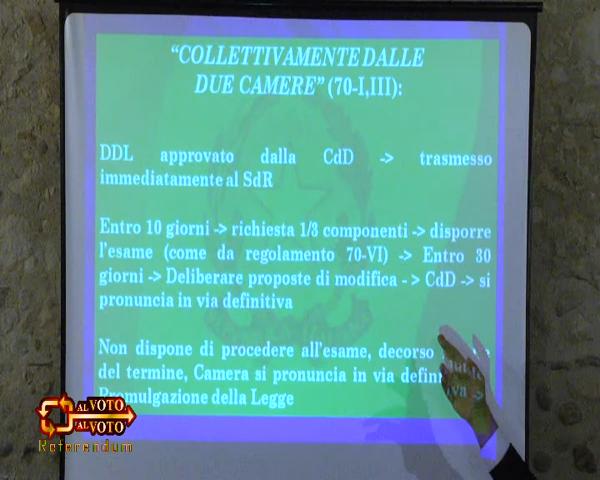 “COLLETTIVAMENTE DALLE
DUE CAMERE” (70-I,III):
DDL approvato dalla CdD -> trasmesso
immediatamente al SdR
Entro 10 giorni -> richiesta 1/3 componenti -> disporre
l'esame (come da regolamento 70-VI) -> Entro 30
giorni -> Deliberare proposte di modifica - > CdD -> si
pronuncia in via definitiva
Non dispone di procedere all'esame, decorso
del termine, Camera si pronuncia in via
Promulgazione della Legge
AL VOTO,
AL VOTO
Referendum